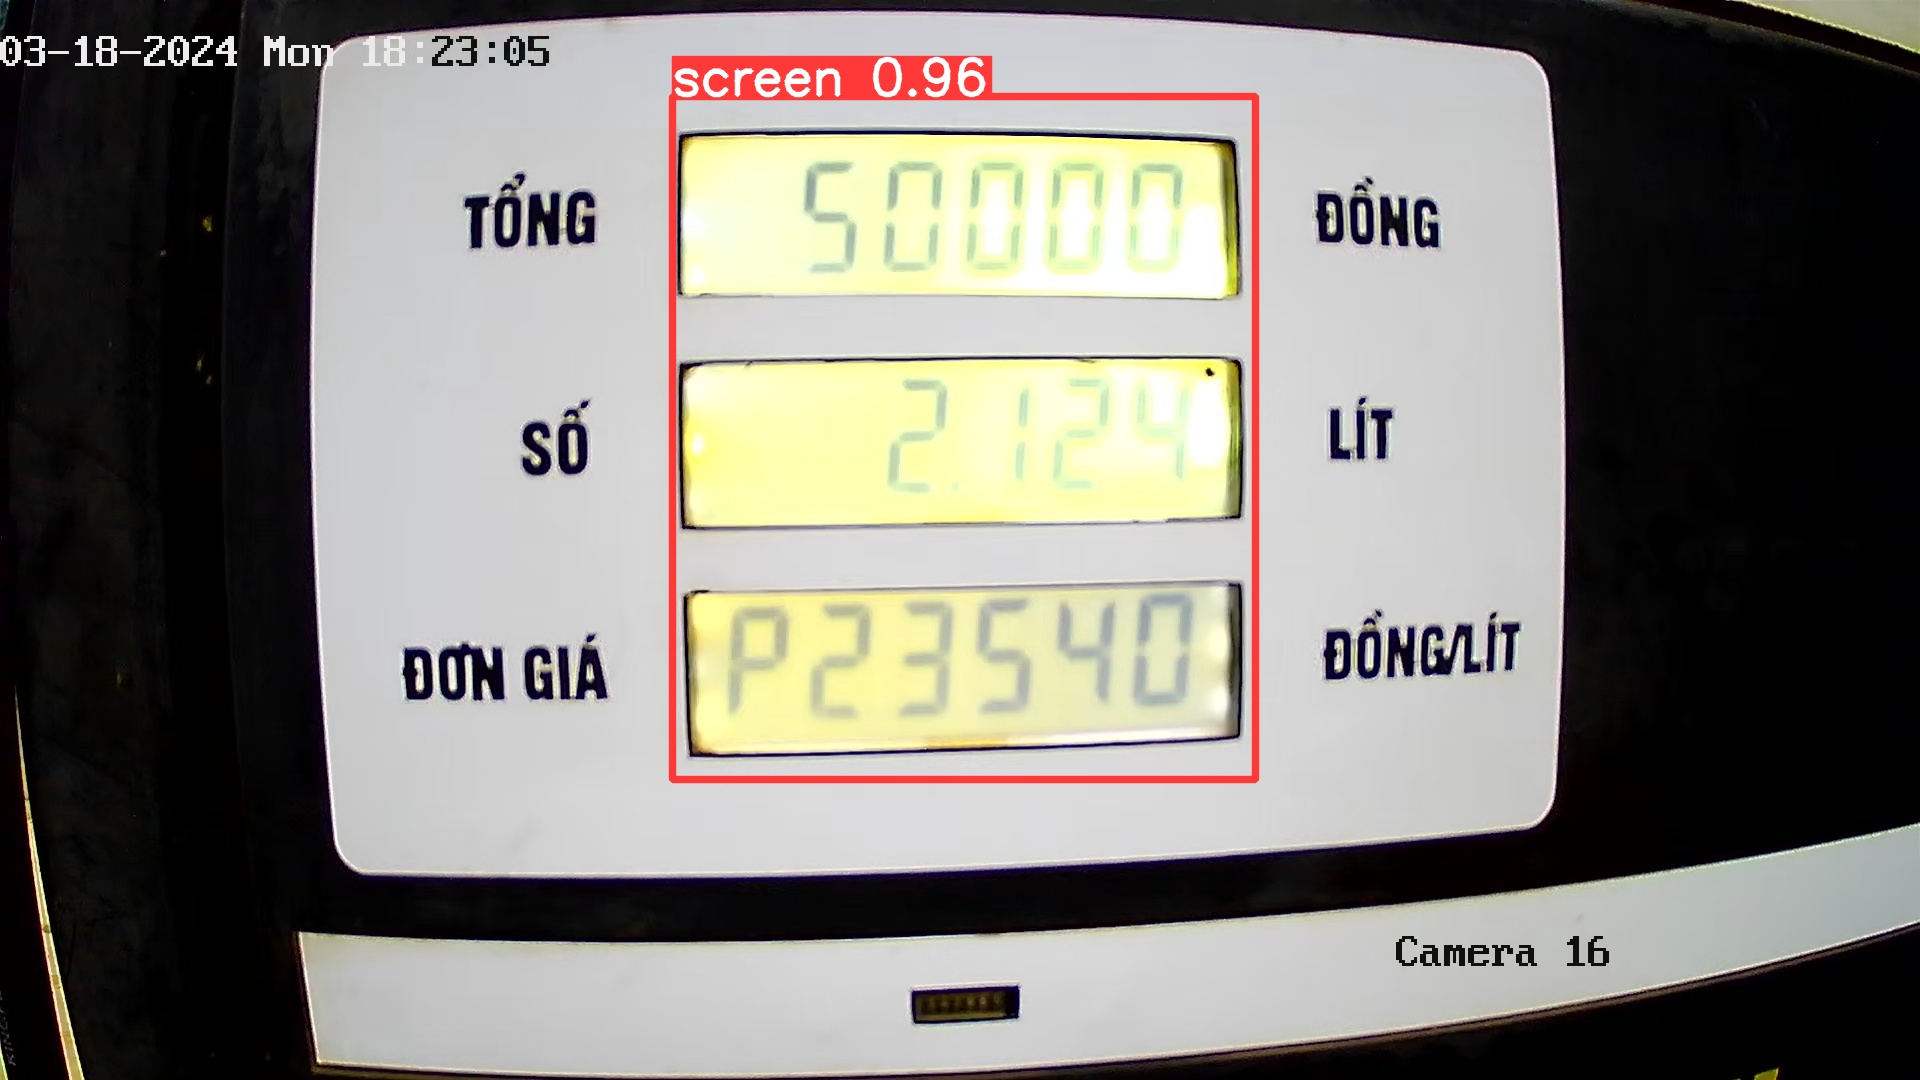 03-18-2024 Mon 18:23:05
screen 0.96
TỔNG 50000 ĐỒNG
SỐ 2.124 LÍT
ĐƠN GIÁ P23540 ĐỒNG/LÍT
Camera 16